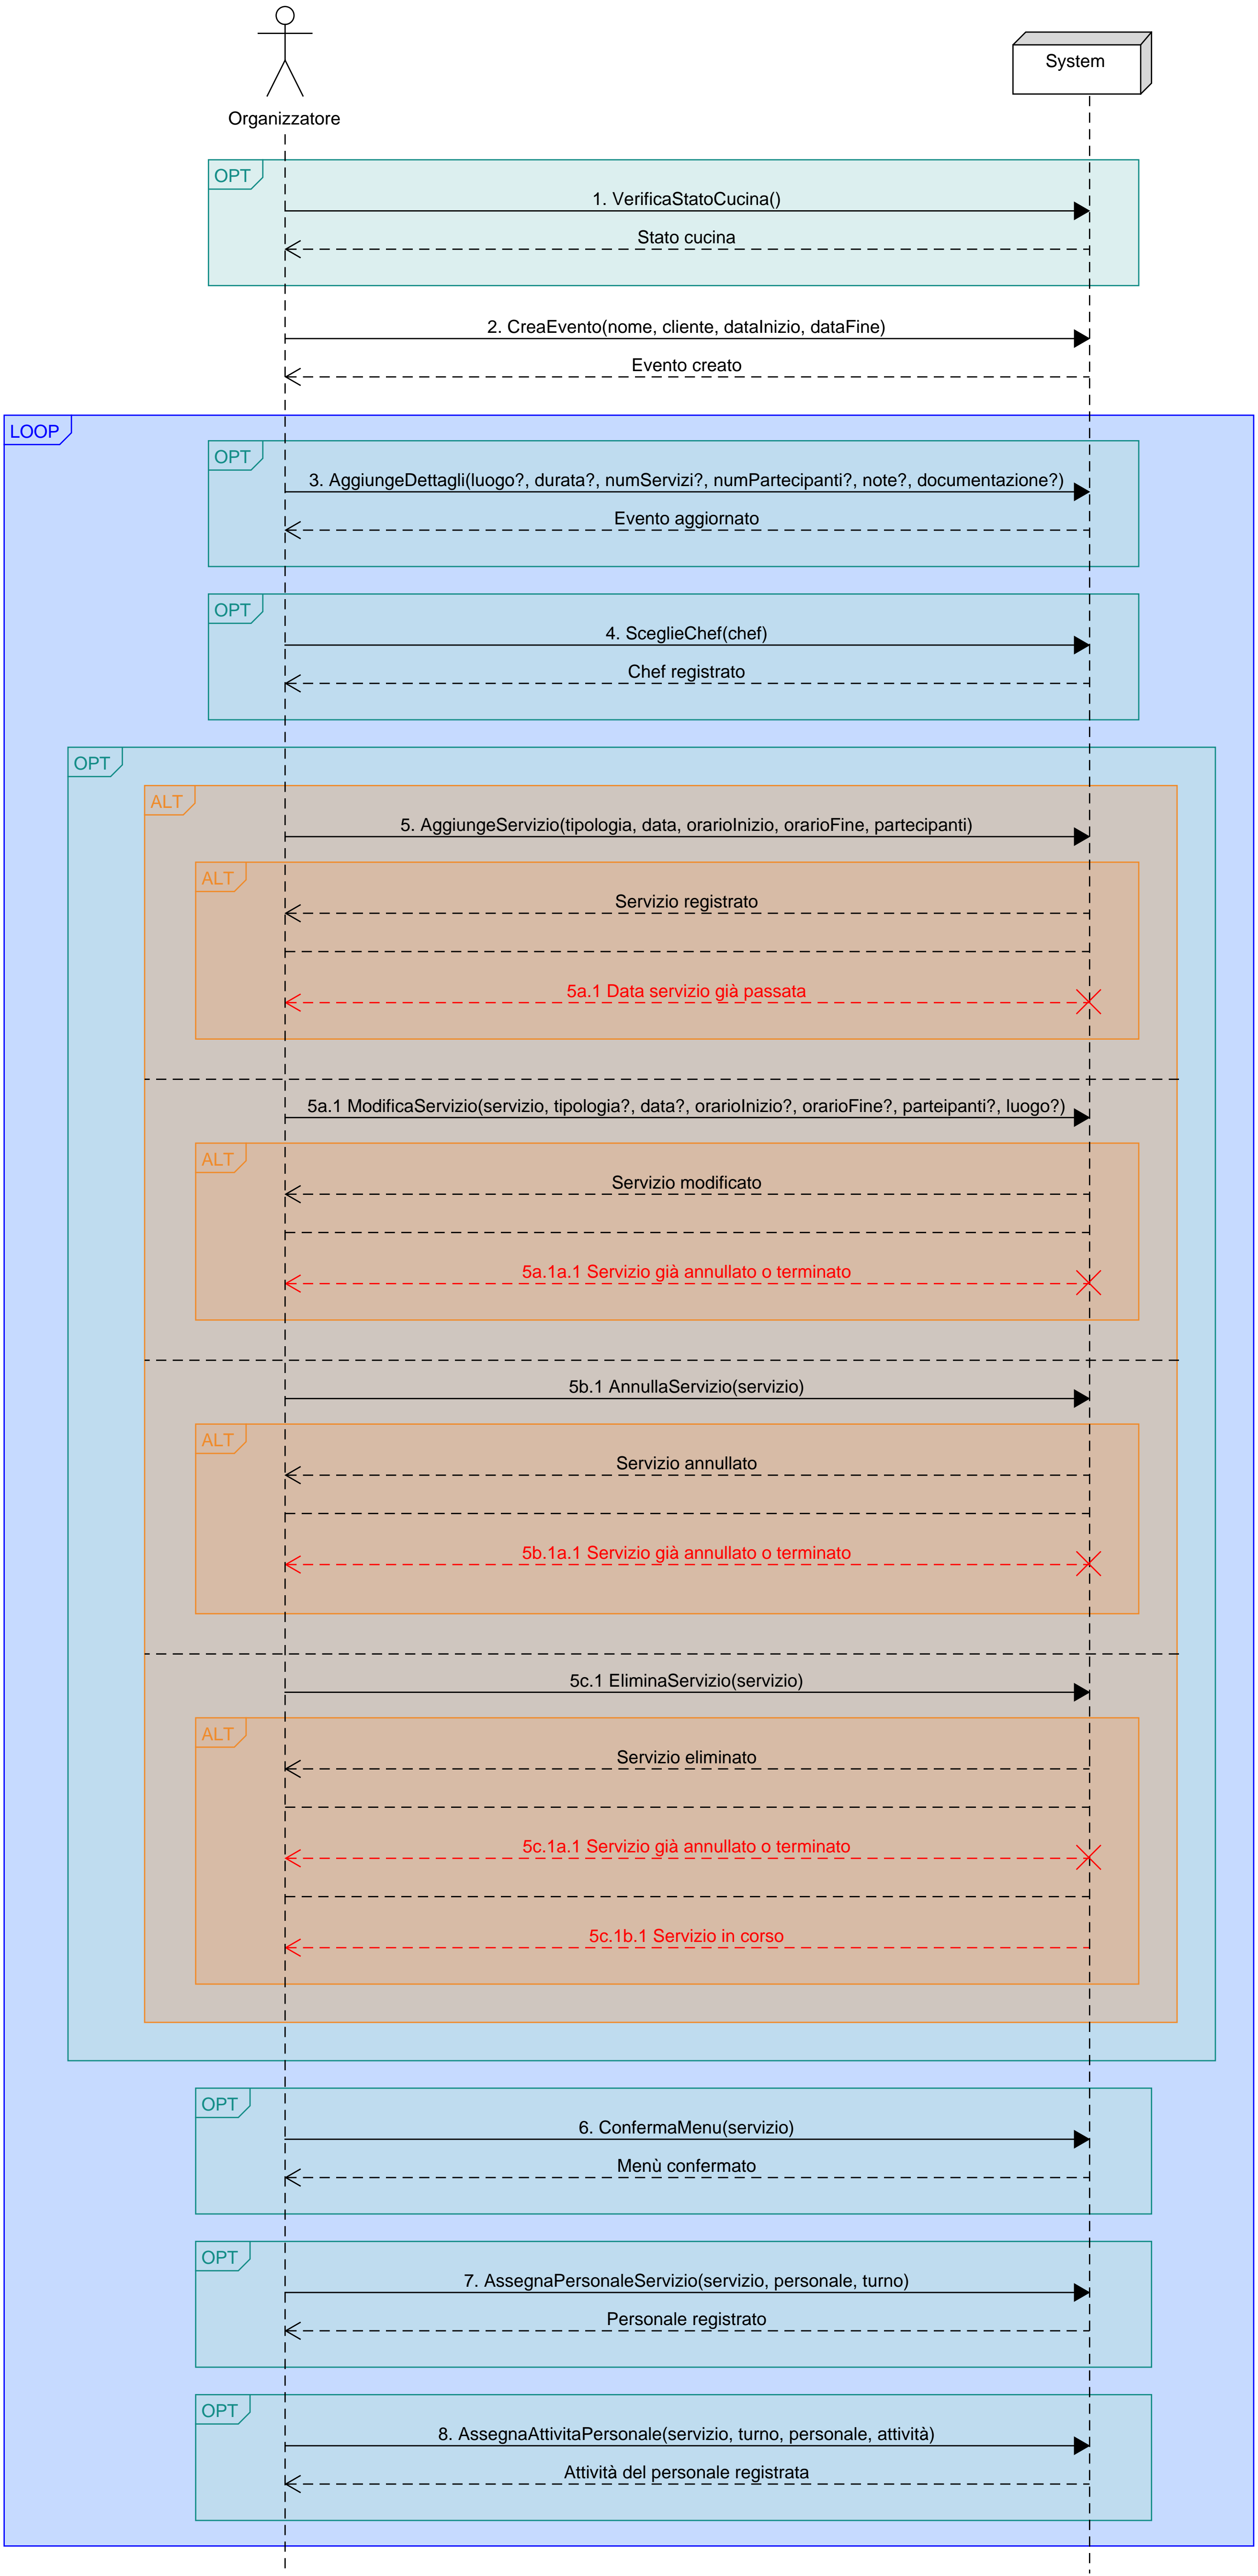 Organizzatore
System
OPT
1. VerificaStatoCucina()
Stato cucina
2. CreaEvento(nome, cliente, dataInizio, dataFine)
Evento creato
LOOP
OPT
3. AggiungeDettagli(luogo?, durata?, numServizi?, numPartecipanti?, note?, documentazione?)
Evento aggiornato
OPT
4. SceglieChef(chef)
Chef registrato
OPT
ALT
5. AggiungeServizio(tipologia, data, orarioInizio, orarioFine, partecipanti)
ALT
Servizio registrato
5a.1 Data servizio già passata
5a.1 ModificaServizio(servizio, tipologia?, data?, orarioInizio?, orarioFine?, parteipanti?, luogo?)
ALT
Servizio modificato
5a.1a.1 Servizio già annullato o terminato
5b.1 AnnullaServizio(servizio)
ALT
Servizio annullato
5b.1a.1 Servizio già annullato o terminato
5c.1 EliminaServizio(servizio)
ALT
Servizio eliminato
5c.1a.1 Servizio già annullato o terminato
5c.1b.1 Servizio in corso
OPT
6. ConfermaMenu(servizio)
Menù confermato
OPT
7. AssegnaPersonaleServizio(servizio, personale, turno)
Personale registrato
OPT
8. AssegnaAttivitaPersonale(servizio, turno, personale, attività)
Attività del personale registrata